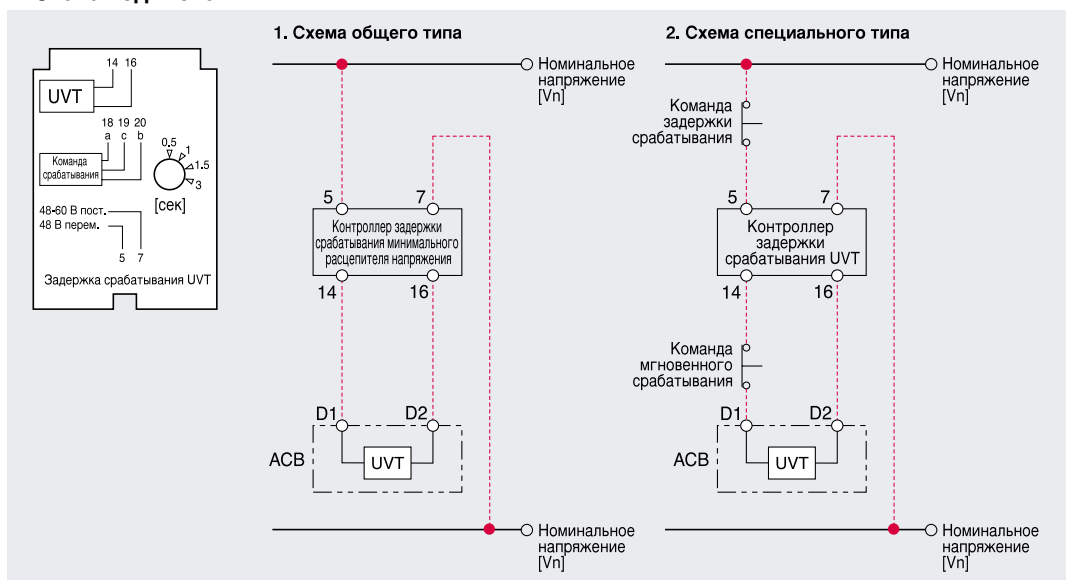 14 16
UVT
18 19 20
a c b
Команда
срабатывания
0.5
1
1.5
3
[сек]
48-60 В пост.
48 В перем.
5 7
Задержка срабатывания UVT
1. Схема общего типа
Номинальное
напряжение
[Vn]
5 7
Контроллер задержки
срабатывания минимального
расцепителя напряжения
14 16
D1 D2
ACB
UVT
Номинальное
напряжение
[Vn]
2. Схема специального типа
Номинальное
напряжение
[Vn]
Команда
задержки
срабатывания
5 7
Контроллер
задержки
срабатывания UVT
14 16
Команда
мгновенного
срабатывания
D1 D2
ACB
UVT
Номинальное
напряжение
[Vn]